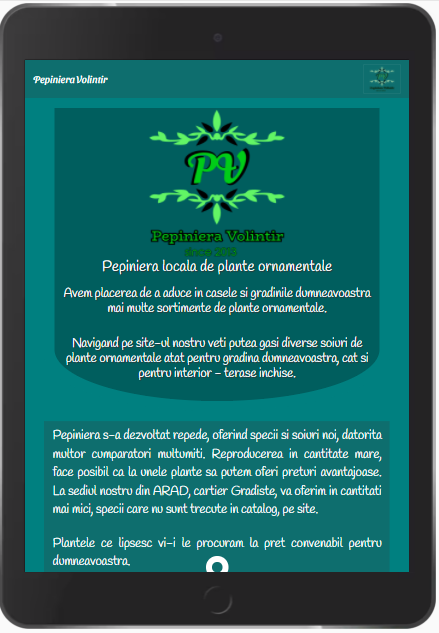 Pepiniera Volintir
PV
Pepiniera Volintir
Pepiniera locala de plante ornamentale
Avem placerea de a aduce in casele si gradinile dumneavoastra
mai multe sortimente de plante ornamentale.
Navigand pe site-ul nostru veti putea gasi diverse soiuri de
plante ornamentale atat pentru gradina dumneavoastra, cat si
pentru interior - terase inchise.
Pepiniera s-a dezvoltat repede, oferind specii si soiuri noi, datorita
multor cumparatori multumiti. Reproducerea in cantitate mare,
face posibil ca la unele plante sa putem oferi preturi avantajoase.
La sediul nostru din ARAD, cartier Gradiste, va oferim in cantitati
mai mici, specii care nu sunt trecute in catalog, pe site.
Plantele ce lipsesc vi-i le procuram la pret convenabil pentru
dumneavoastra.